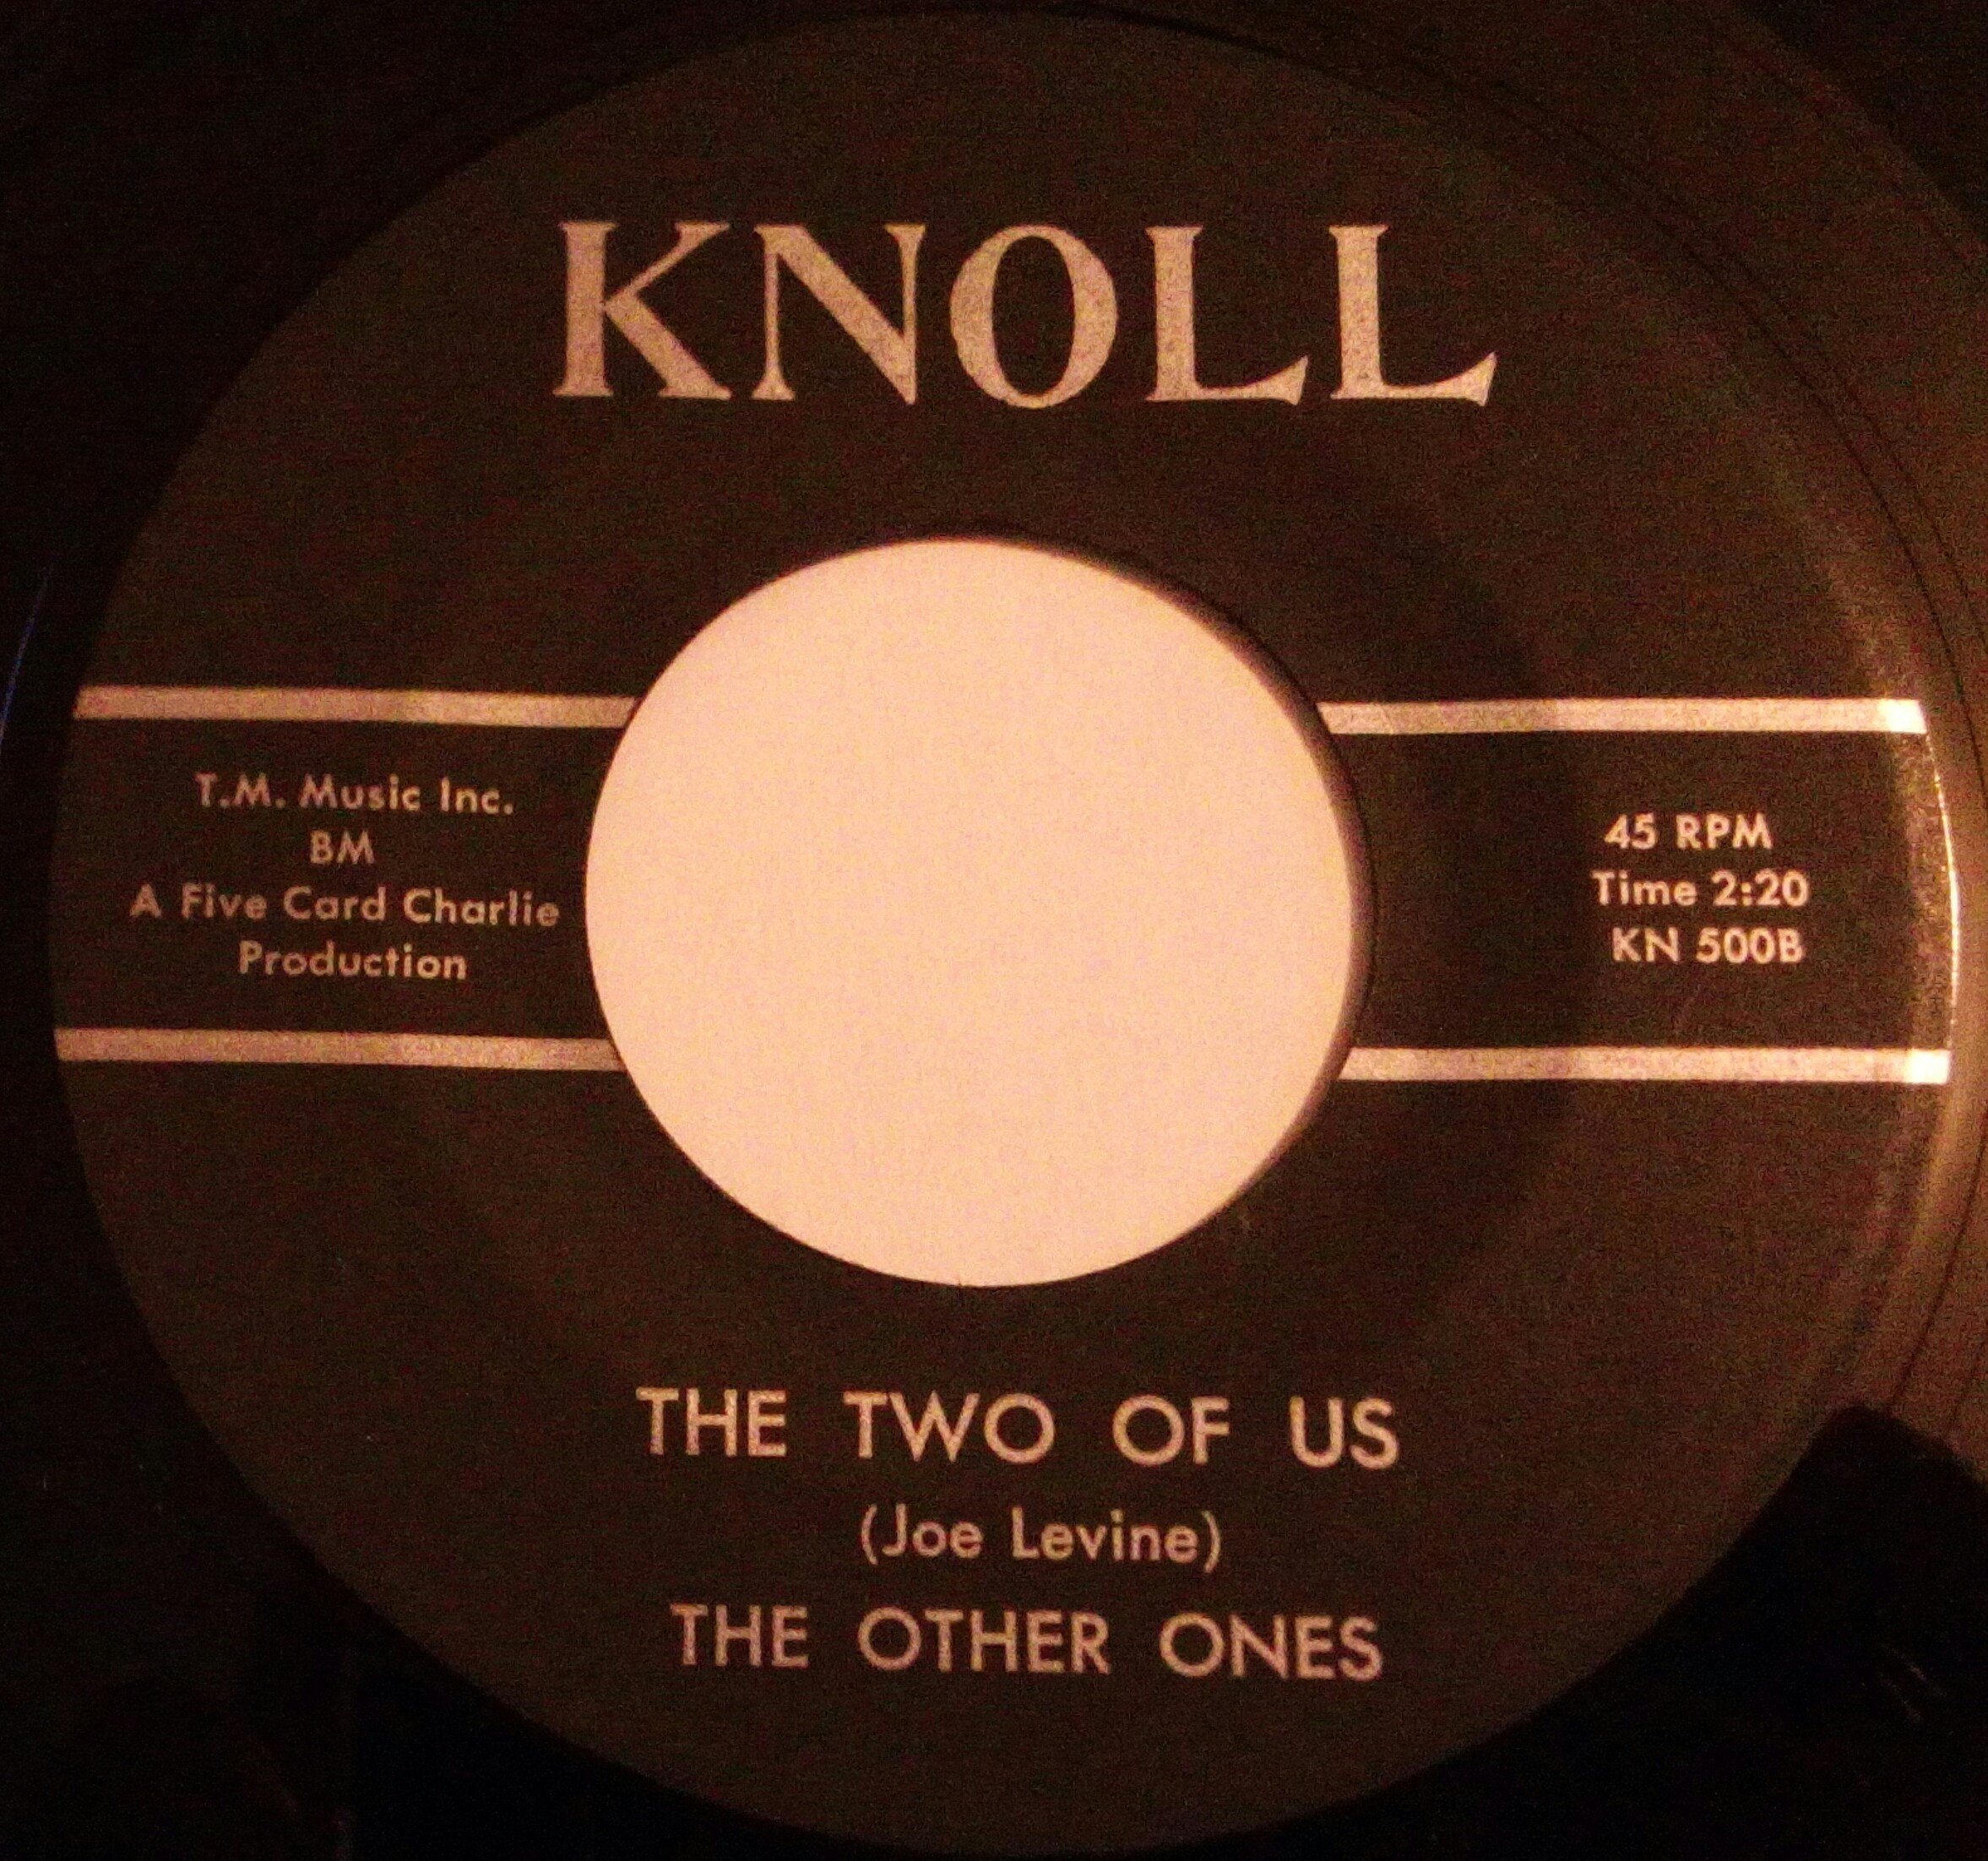 KNOLL
T.M. Music Inc.
BM
A Five Card Charlie
Production
45 RPM
Time 2:20
KN 500B
THE TWO OF US
(Joe Levine)
THE OTHER ONES